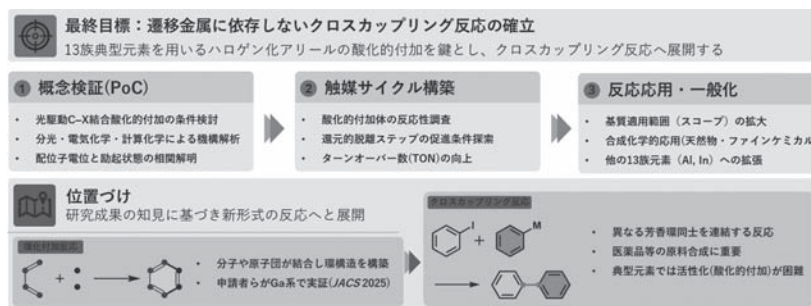 最終目標：遷移金属に依存しないクロスカップリング反応の確立
13族典型元素を用いるハロゲン化アリールの酸化的付加を鍵とし、クロスカップリング反応へ展開する
1 概念検証(PoC)
• 光駆動C–X結合酸化的付加の条件検討
• 分光・電気化学・計算化学による機構解析
• 配位子電位と励起状態の相関解明
2 触媒サイクル構築
• 酸化的付加体の反応性調査
• 還元的脱離ステップの促進条件探索
• ターンオーバー数(TON)の向上
3 反応応用・一般化
• 基質適用範囲（スコープ）の拡大
• 合成化学的応用(天然物・ファインケミカル
• 他の13族元素（Al, In）への拡張
位置づけ
研究成果の知見に基づき新形式の反応へと展開
環化付加反応
+
• 分子や原子団が結合し環構造を構築
• 申請者らがGa系で実証(JACS 2025)
クロスカップリング反応
I + M
• 異なる芳香環同士を連結する反応
• 医薬品等の原料合成に重要
• 典型元素では活性化(酸化的付加)が困難